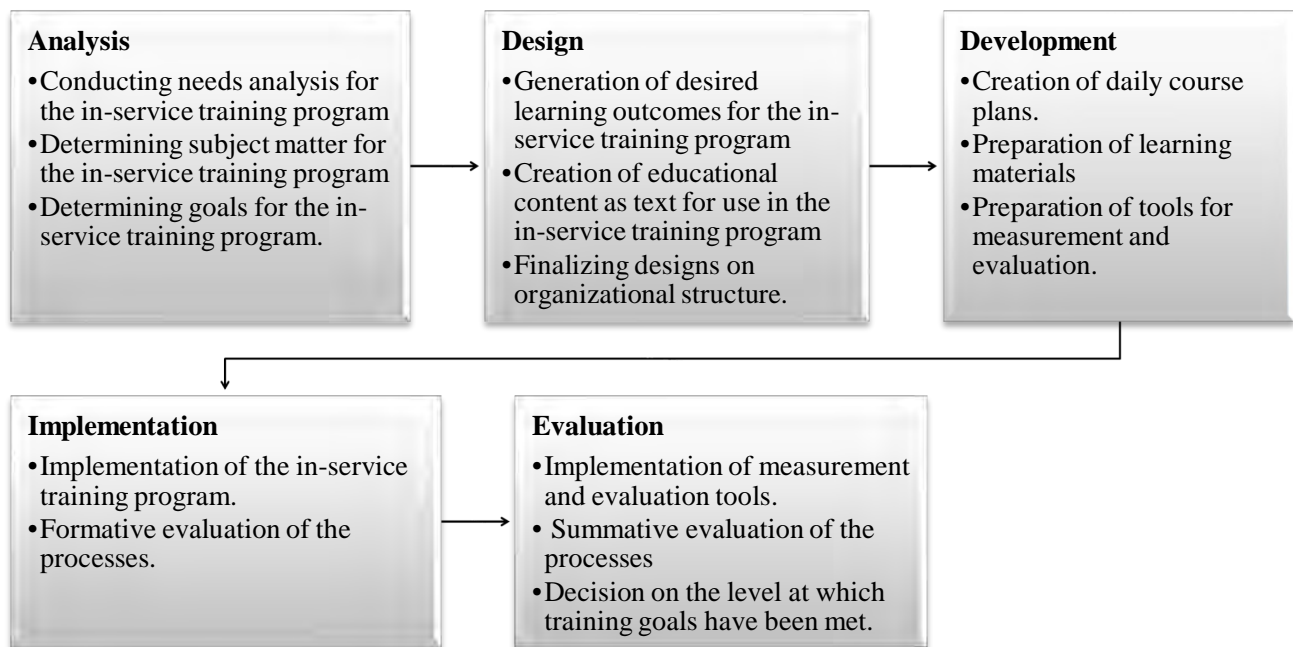 Analysis
•Conducting needs analysis for
the in-service training program
•Determining subject matter for
the in-service training program
•Determining goals for the in-
service training program.
Design
•Generation of desired
learning outcomes for the in-
service training program
•Creation of educational
content as text for use in the
in-service training program
•Finalizing designs on
organizational structure.
Development
•Creation of daily course
plans.
•Preparation of learning
materials
•Preparation of tools for
measurement and
evaluation.
Implementation
•Implementation of the in-service
training program.
•Formative evaluation of the
processes.
Evaluation
•Implementation of measurement
and evaluation tools.
• Summative evaluation of the
processes
•Decision on the level at which
training goals have been met.